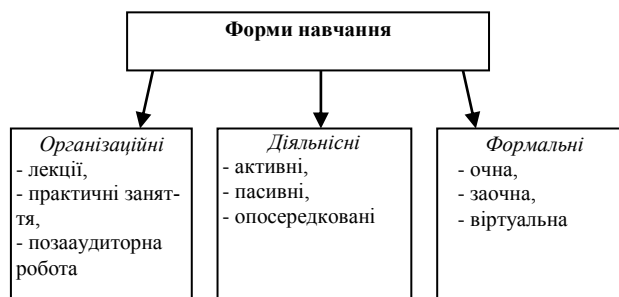 Форми навчання
Організаційні
- лекції,
- практичні занят-
тя,
- позааудиторна
робота
Діяльнісні
- активні,
- пасивні,
- опосередковані
Формальні
- очна,
- заочна,
- віртуальна